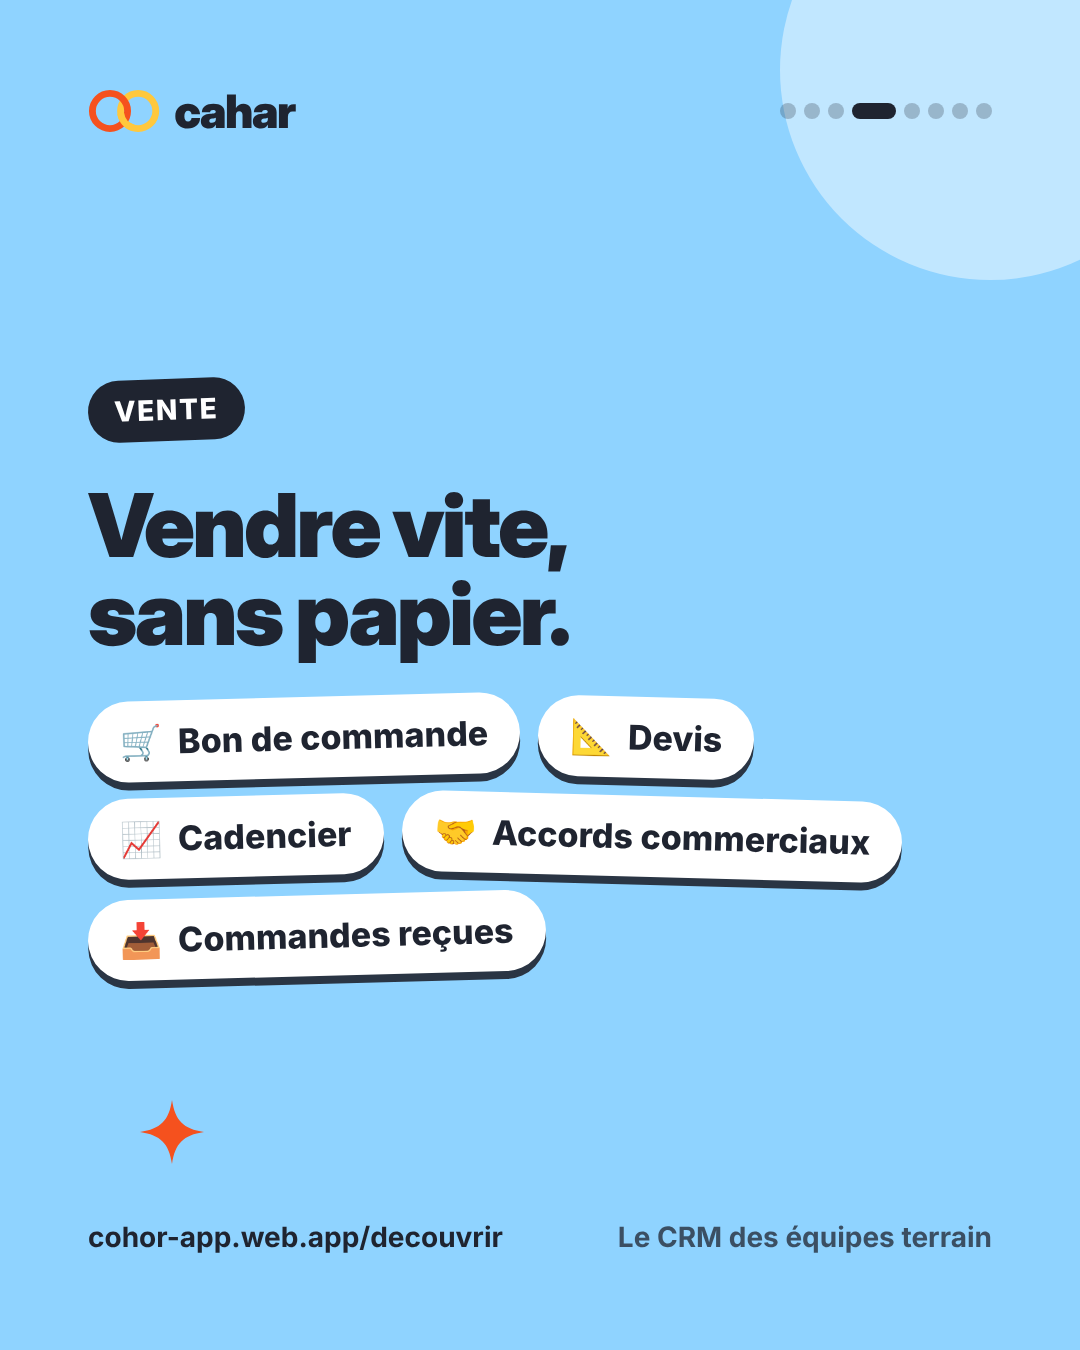 cahar
VENTE
Vendre vite,
sans papier.
Bon de commande
Devis
Cadencier
Accords commerciaux
Commandes reçues
cohor-app.web.app/decouvrir
Le CRM des équipes terrain